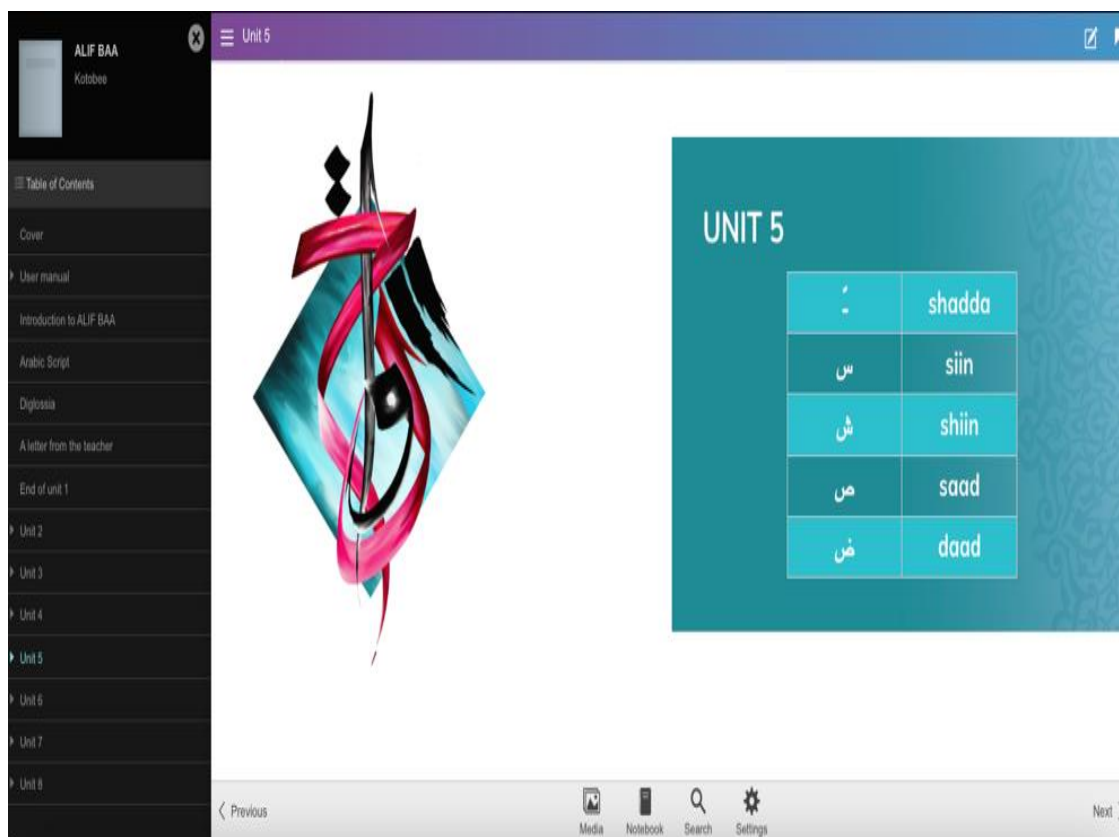 ALIF BAA
Kotobee
Table of Contents
Cover
User manual
Introduction to ALIF BAA
Arabic Script
Diglossia
A letter from the teacher
End of unit 1
Unit 2
Unit 3
Unit 4
Unit 5
Unit 6
Unit 7
Unit 8
Unit 5
UNIT 5
shadda
س siin
ش shiin
ص saad
ض daad
Previous
Media Notebook Search Settings
Next